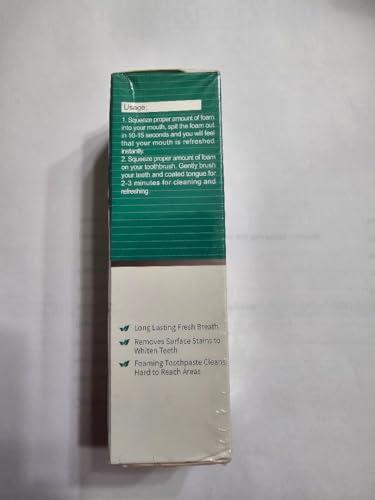 Usage:
1. Squeeze proper amount of foam
into your mouth, spit the foam out
in 10-15 seconds and you will feel
that your mouth is refreshed
instantly.
2. Squeeze proper amount of foam
on your toothbrush. Gently brush
your teeth and coated tongue for
2-3 minutes for cleaning and
refreshing.
Long Lasting Fresh Breath
Removes Surface Stains to
Whiten Teeth
Foaming Toothpaste Cleans
Hard to Reach Areas